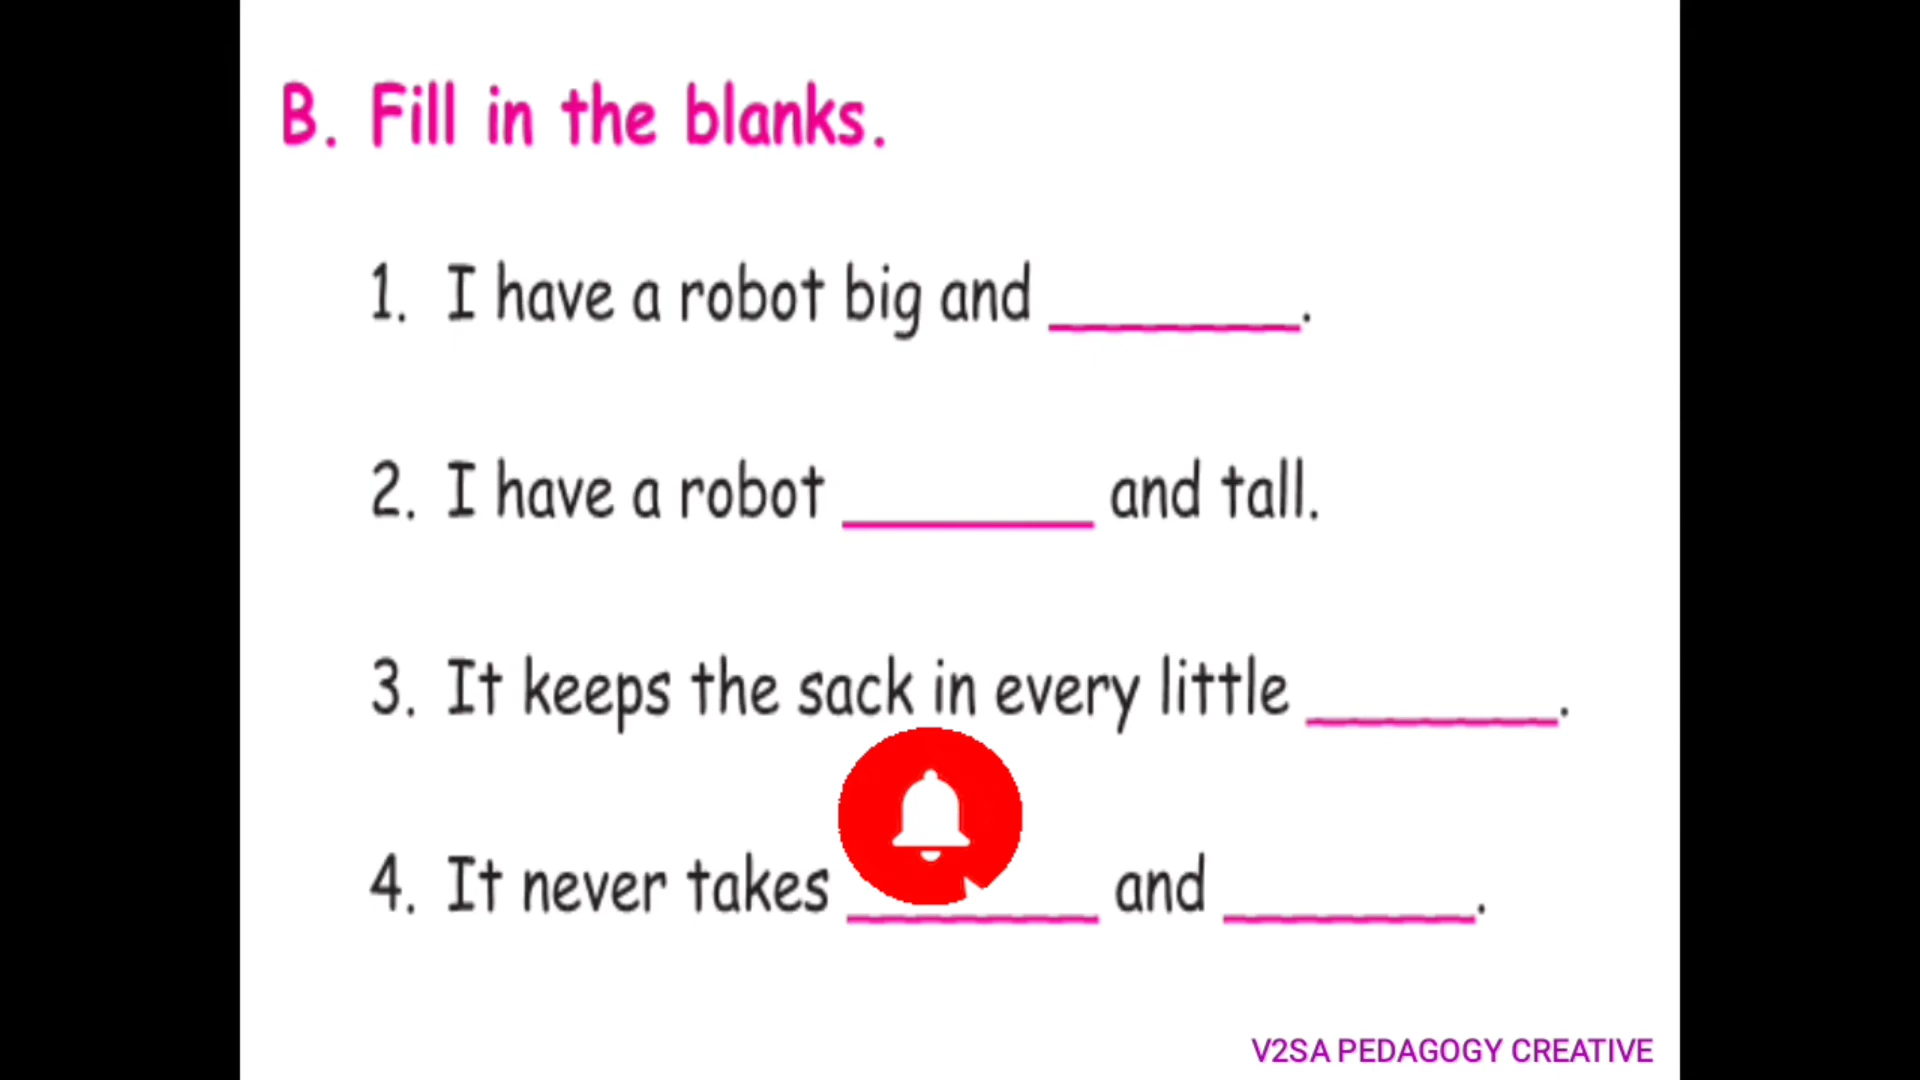 B. Fill in the blanks.
1. I have a robot big and ________.
2. I have a robot ________ and tall.
3. It keeps the sack in every little ________.
4. It never takes ________ and ________.
V2SA PEDAGOGY CREATIVE